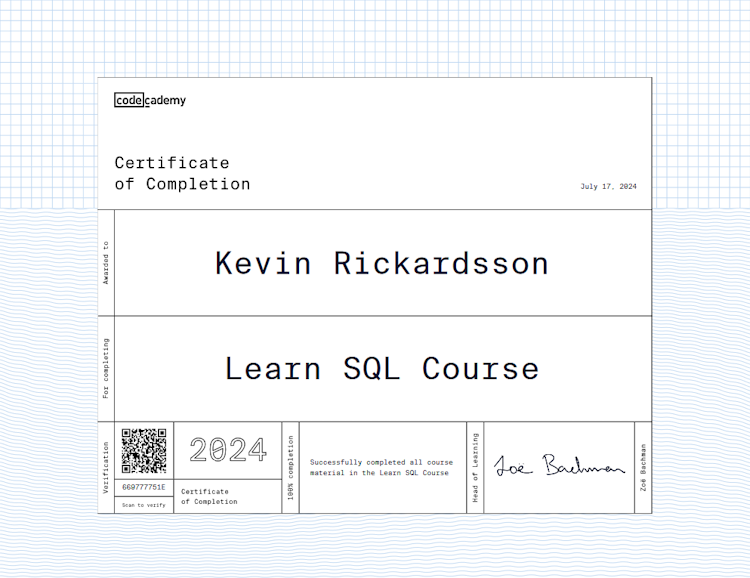 codecademy
Certificate
of Completion
July 17, 2024
Awarded to
Kevin Rickardsson
For completing
Learn SQL Course
Verification
669777751E
Scan to verify
2024
Certificate
of Completion
100% completion
Successfully completed all course
material in the Learn SQL Course
Head of Learning
Zoë Bachman
Zoë Bachman